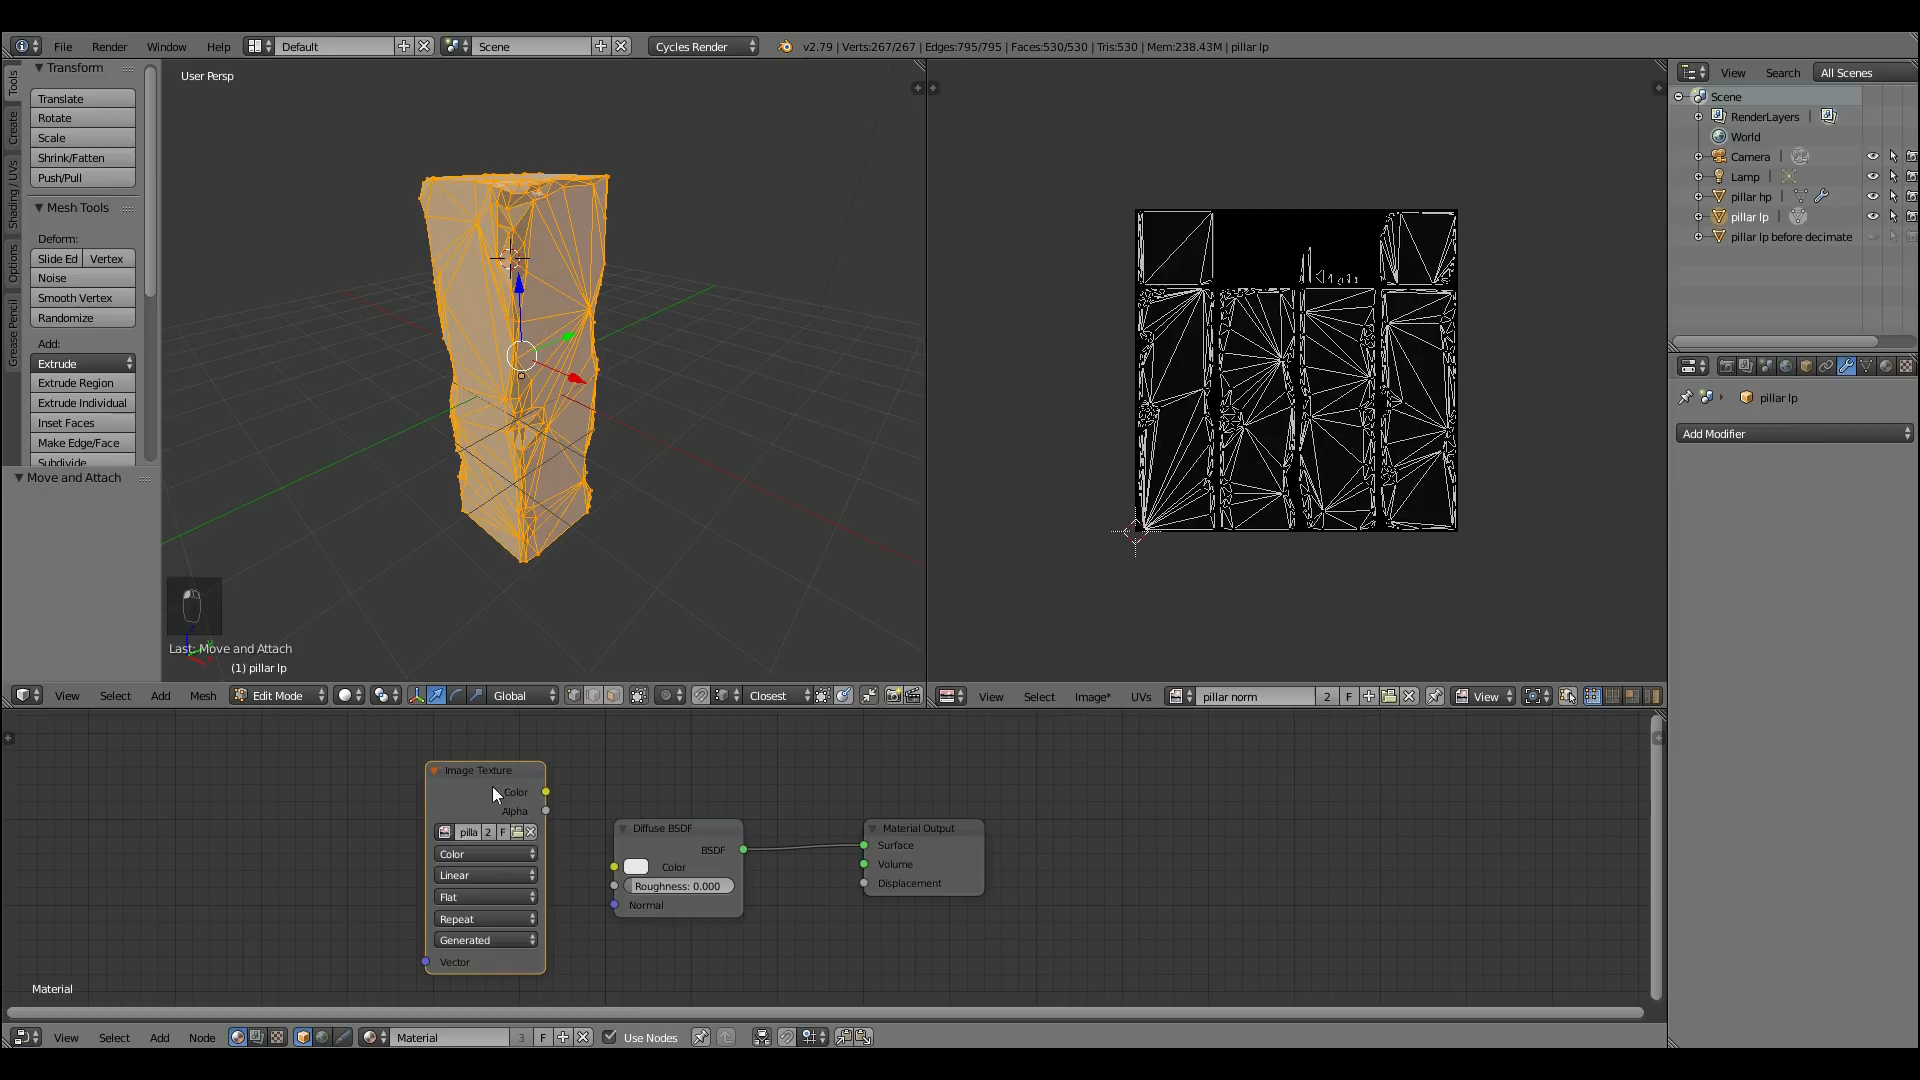 File Render Window Help Default Scene Cycles Render v2.79 | Verts:267/267 | Edges:795/795 | Faces:530/530 | Tris:530 | Mem:238.43M | pillar lp
Tools
Create
Shading / UVs
Options
Grease Pencil
Transform
Translate
Rotate
Scale
Shrink/Fatten
Push/Pull
Mesh Tools
Deform:
Slide Ed Vertex
Noise
Smooth Vertex
Randomize
Add:
Extrude
Extrude Region
Extrude Individual
Inset Faces
Make Edge/Face
Subdivide
Move and Attach
User Persp
Last: Move and Attach
(1) pillar lp
View Select Add Mesh Edit Mode Global Closest
View Select Image* UVs pillar norm 2 F View
View Search All Scenes
Scene
RenderLayers |
World
Camera |
Lamp |
pillar hp |
pillar lp |
pillar lp before decimate
pillar lp
Add Modifier
Image Texture
Color
Alpha
pilla 2 F
Color
Linear
Flat
Repeat
Generated
Vector
Diffuse BSDF
BSDF
Color
Roughness: 0.000
Normal
Material Output
Surface
Volume
Displacement
Material
View Select Add Node Material 3 F Use Nodes